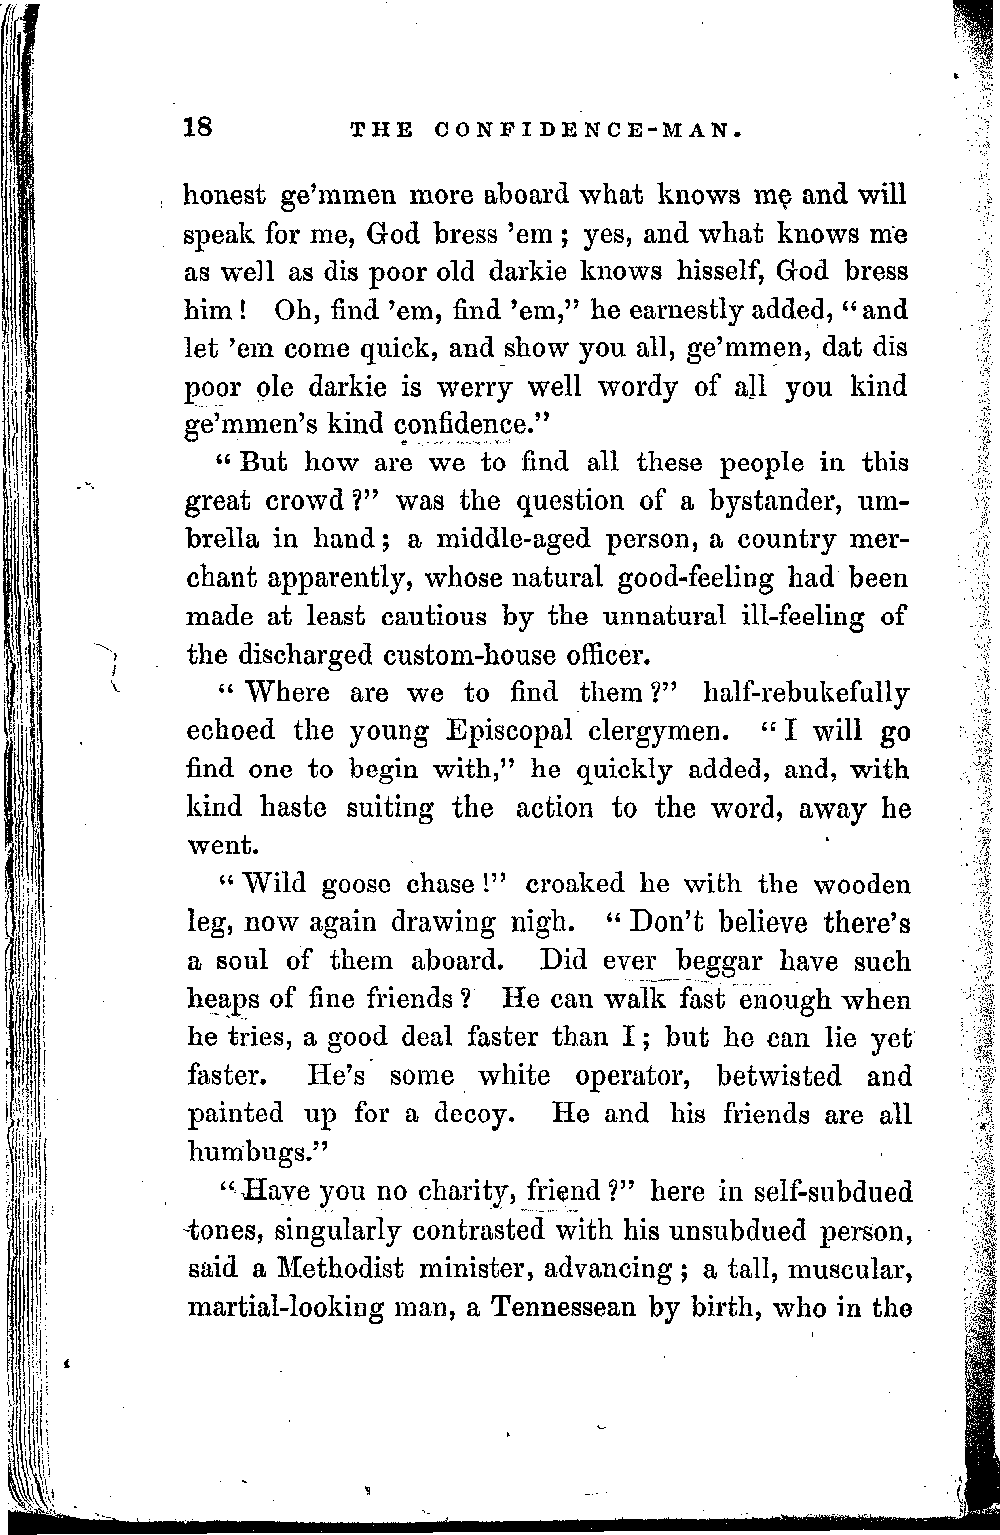 18 THE CONFIDENCE-MAN.
honest ge'mmen more aboard what knows me and will
speak for me, God bress 'em; yes, and what knows me
as well as dis poor old darkie knows hisself, God bress
him! Oh, find 'em, find 'em," he earnestly added, "and
let 'em come quick, and show you all, ge'mmen, dat dis
poor ole darkie is werry well wordy of all you kind
ge'mmen's kind confidence."
"But how are we to find all these people in this
great crowd?" was the question of a bystander, um-
brella in hand; a middle-aged person, a country mer-
chant apparently, whose natural good-feeling had been
made at least cautious by the unnatural ill-feeling of
the discharged custom-house officer.
"Where are we to find them?" half-rebukefully
echoed the young Episcopal clergymen. "I will go
find one to begin with," he quickly added, and, with
kind haste suiting the action to the word, away he
went.
"Wild goose chase!" croaked he with the wooden
leg, now again drawing nigh. "Don't believe there's
a soul of them aboard. Did ever beggar have such
heaps of fine friends? He can walk fast enough when
he tries, a good deal faster than I; but he can lie yet
faster. He's some white operator, betwisted and
painted up for a decoy. He and his friends are all
humbugs."
"Have you no charity, friend?" here in self-subdued
tones, singularly contrasted with his unsubdued person,
said a Methodist minister, advancing; a tall, muscular,
martial-looking man, a Tennessean by birth, who in the